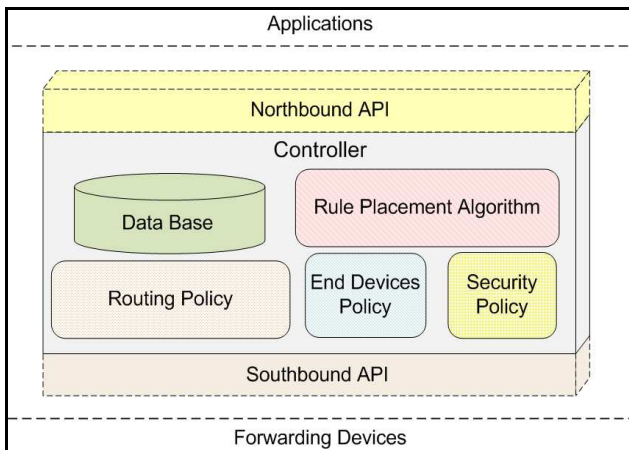 Applications
Northbound API
Controller
Data Base
Rule Placement Algorithm
Routing Policy
End Devices
Policy
Security
Policy
Southbound API
Forwarding Devices